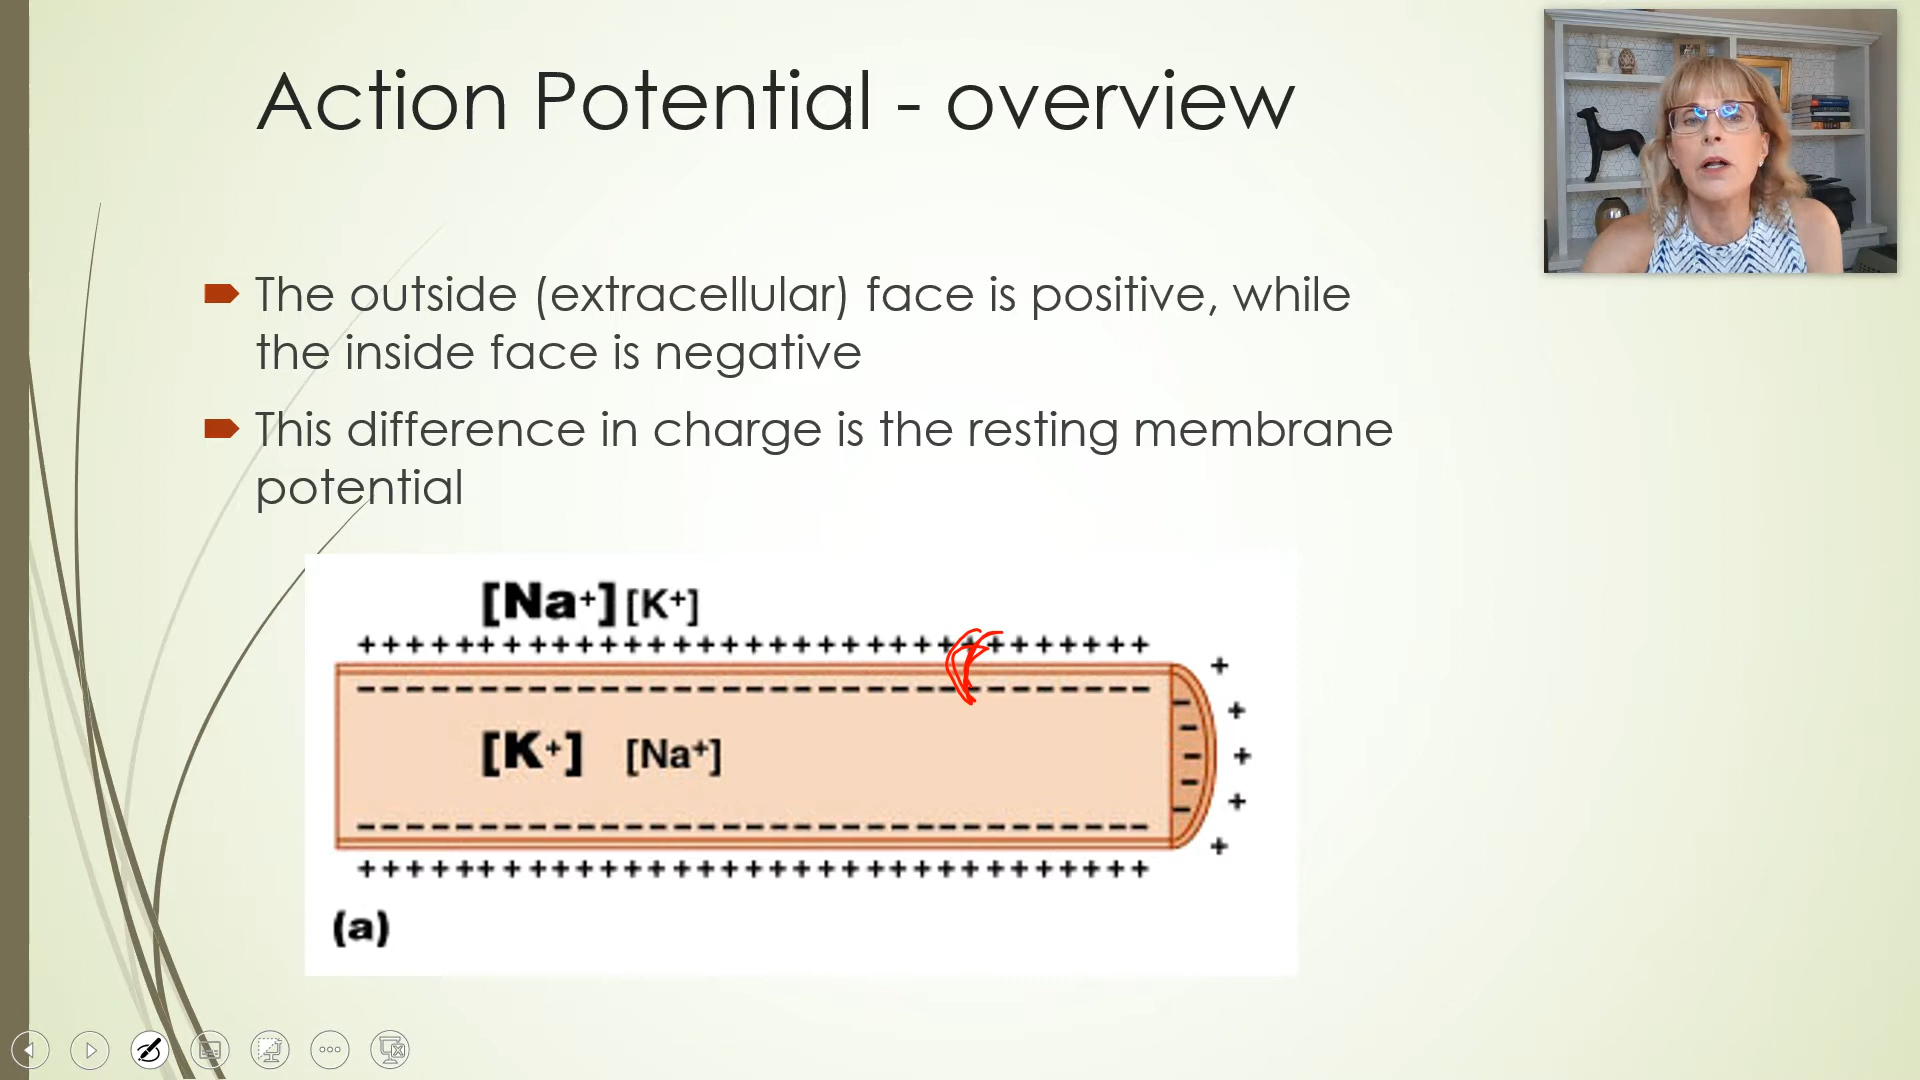 Action Potential - overview
The outside (extracellular) face is positive, while
the inside face is negative
This difference in charge is the resting membrane
potential
[Na+] [K+]
+++++++++++++++++++++++++++++++++
+
---------------------------------
+
[K+] [Na+]
+
+
---------------------------------
+
+++++++++++++++++++++++++++++++++
(a)